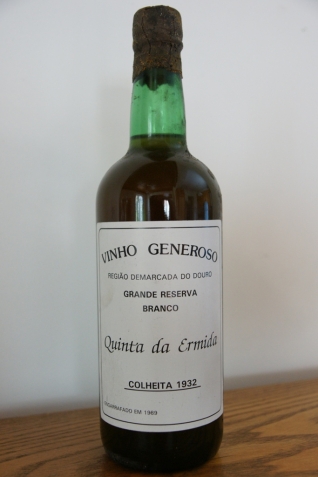 VINHO GENEROSO
REGIÃO DEMARCADA DO DOURO
GRANDE RESERVA
BRANCO
Quinta da Ermida
COLHEITA 1932
ENGARRAFADO EM 1989